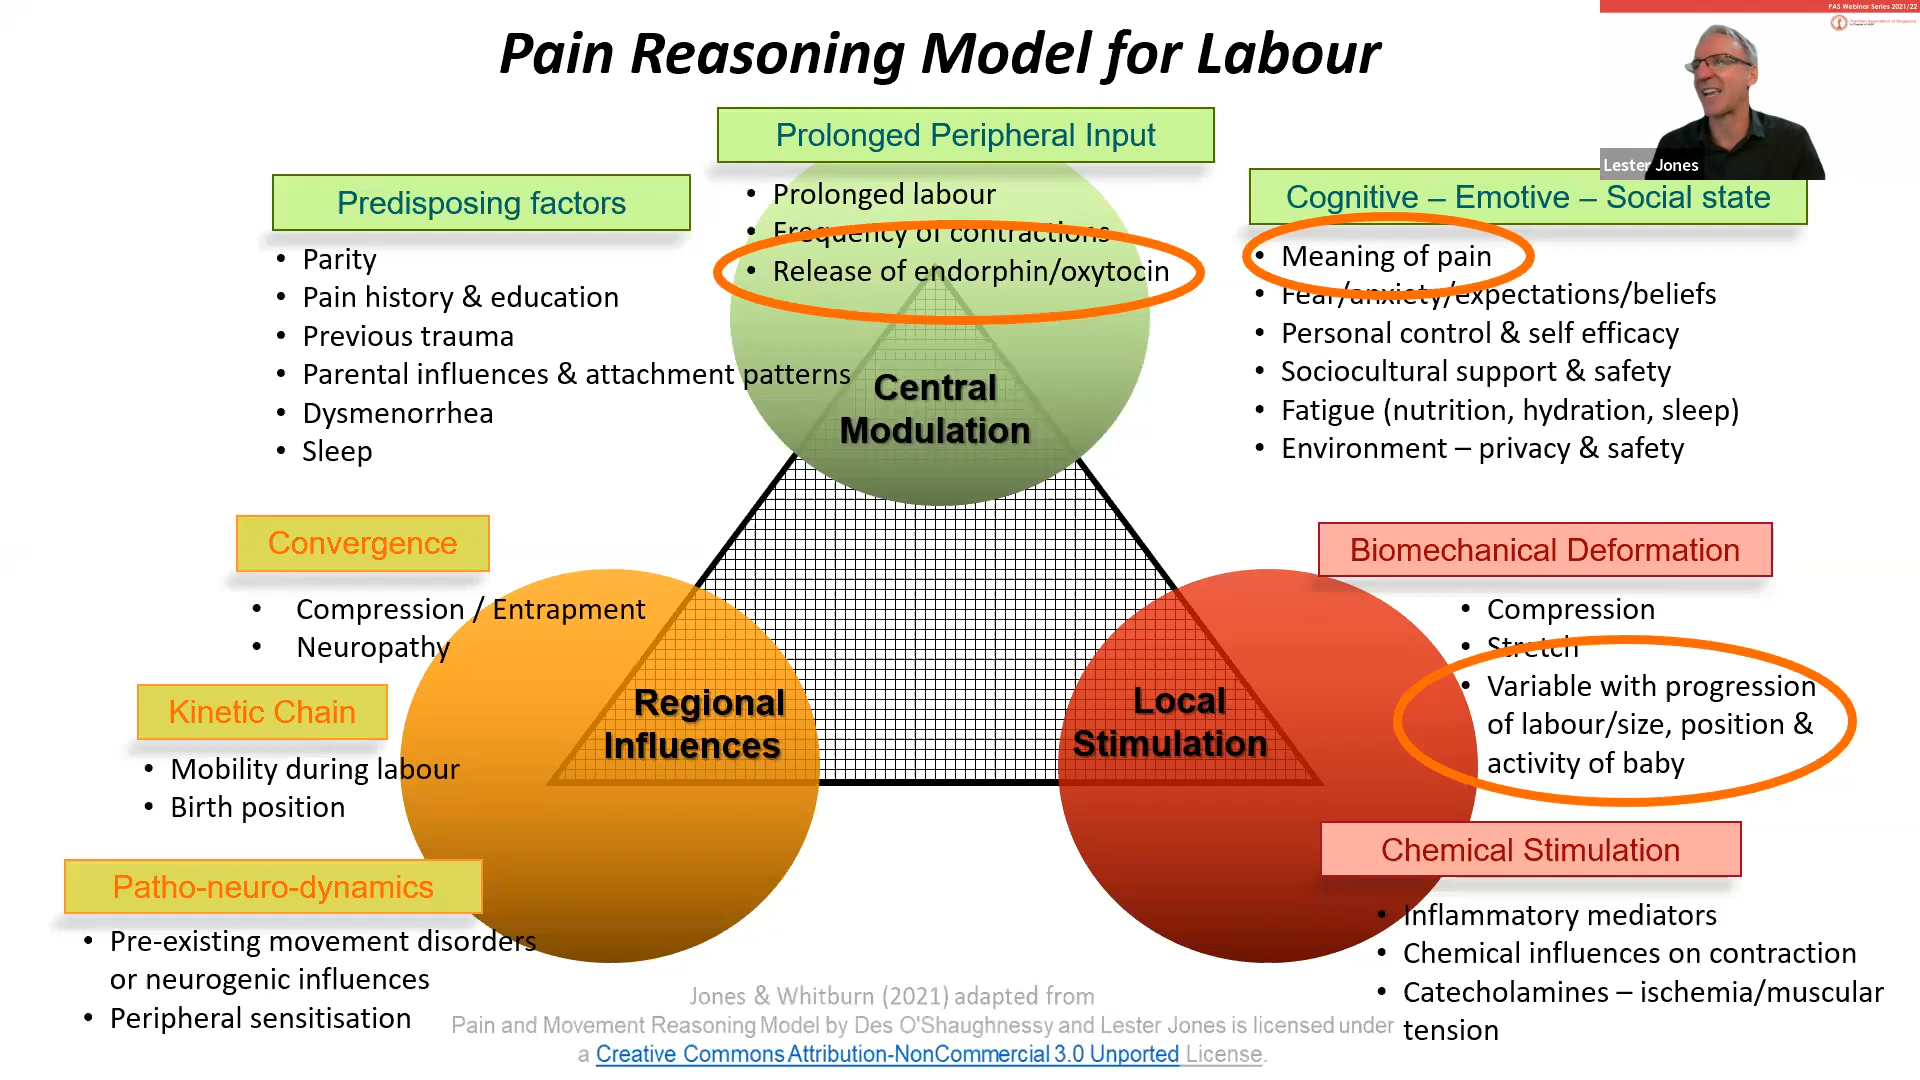 PAS Webinar Series 2021/22
Pain Reasoning Model for Labour
Lester Jones
Prolonged Peripheral Input
• Prolonged labour
• Frequency of contractions
• Release of endorphin/oxytocin
Predisposing factors
• Parity
• Pain history & education
• Previous trauma
• Parental influences & attachment patterns
• Dysmenorrhea
• Sleep
Cognitive – Emotive – Social state
• Meaning of pain
• Fear/anxiety/expectations/beliefs
• Personal control & self efficacy
• Sociocultural support & safety
• Fatigue (nutrition, hydration, sleep)
• Environment – privacy & safety
Central
Modulation
Convergence
• Compression / Entrapment
• Neuropathy
Kinetic Chain
• Mobility during labour
• Birth position
Patho-neuro-dynamics
• Pre-existing movement disorders
or neurogenic influences
• Peripheral sensitisation
Regional
Influences
Local
Stimulation
Biomechanical Deformation
• Compression
• Stretch
• Variable with progression
of labour/size, position &
activity of baby
Chemical Stimulation
• Inflammatory mediators
• Chemical influences on contraction
• Catecholamines – ischemia/muscular
tension
Jones & Whitburn (2021) adapted from
Pain and Movement Reasoning Model by Des O'Shaughnessy and Lester Jones is licensed under
a Creative Commons Attribution-NonCommercial 3.0 Unported License.